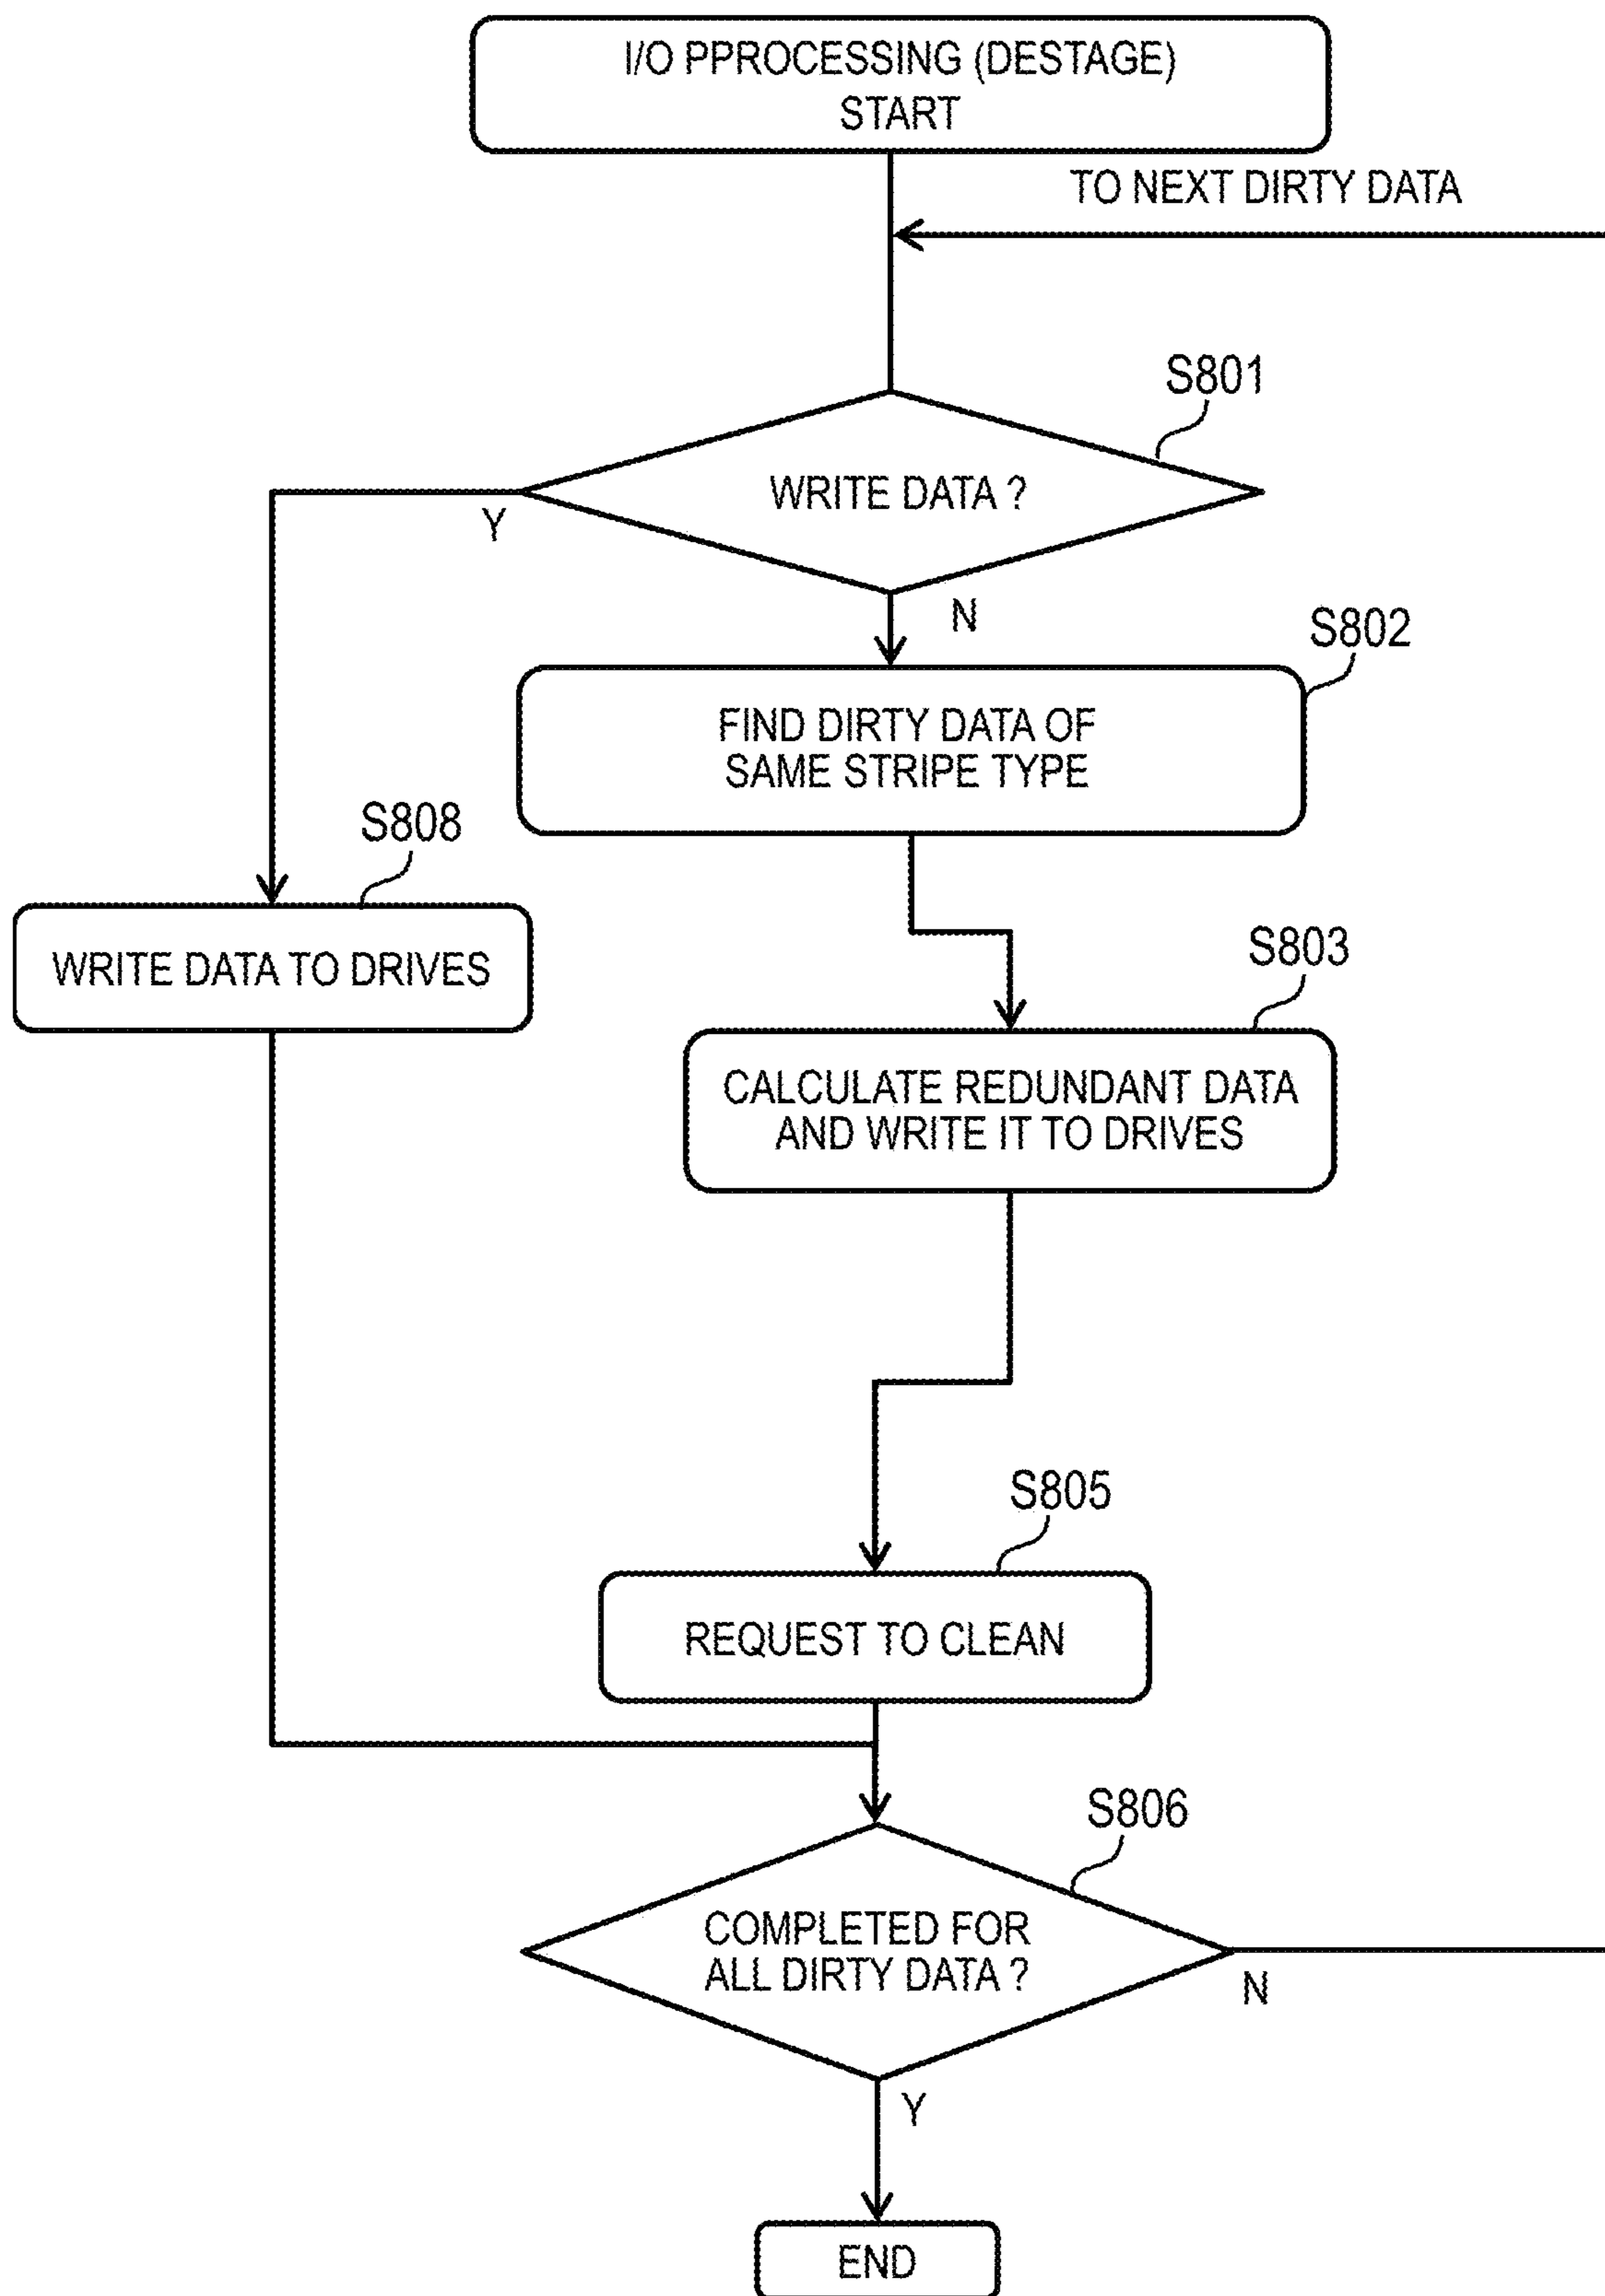 I/O PPROCESSING (DESTAGE)
START
TO NEXT DIRTY DATA
S801
WRITE DATA ?
Y
N
S802
FIND DIRTY DATA OF
SAME STRIPE TYPE
S808
WRITE DATA TO DRIVES
S803
CALCULATE REDUNDANT DATA
AND WRITE IT TO DRIVES
S805
REQUEST TO CLEAN
S806
COMPLETED FOR
ALL DIRTY DATA ?
N
Y
END